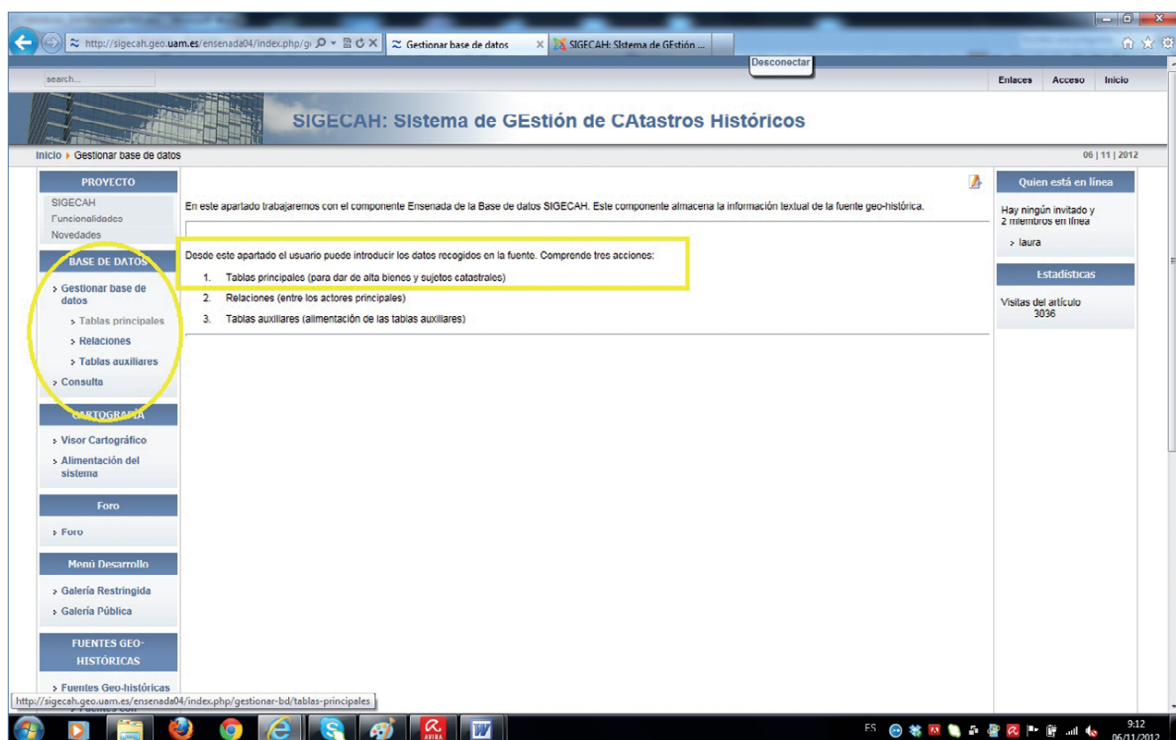 http://sigecah.geo.uam.es/ensenada04/index.php/g
Gestionar base de datos
SIGECAH: SIstema de GEstión ...
Desconectar
search...
Enlaces Acceso Inicio
SIGECAH: SIstema de GEstión de CAtastros Históricos
Inicio Gestionar base de datos
06 | 11 | 2012
PROYECTO
SIGECAH
Funcionalidades
Novedades
BASE DE DATOS
Gestionar base de
datos
Tablas principales
Relaciones
Tablas auxiliares
Consulta
CARTOGRAFÍA
Visor Cartográfico
Alimentación del
sistema
Foro
Foro
Menú Desarrollo
Galería Restringida
Galería Pública
FUENTES GEO-
HISTÓRICAS
Fuentes Geo-históricas
En este apartado trabajaremos con el componente Ensenada de la Base de datos SIGECAH. Este componente almacena la información textual de la fuente geo-histórica.
Desde este apartado el usuario puede introducir los datos recogidos en la fuente. Comprende tres acciones:
1. Tablas principales (para dar de alta bienes y sujetos catastrales)
2. Relaciones (entre los actores principales)
3. Tablas auxiliares (alimentación de las tablas auxiliares)
Quien está en línea
Hay ningún invitado y
2 miembros en línea
laura
Estadísticas
Visitas del artículo
3036
http://sigecah.geo.uam.es/ensenada04/index.php/gestionar-bd/tablas-principales
AVIRA
W
ES
9:12
06/11/2012